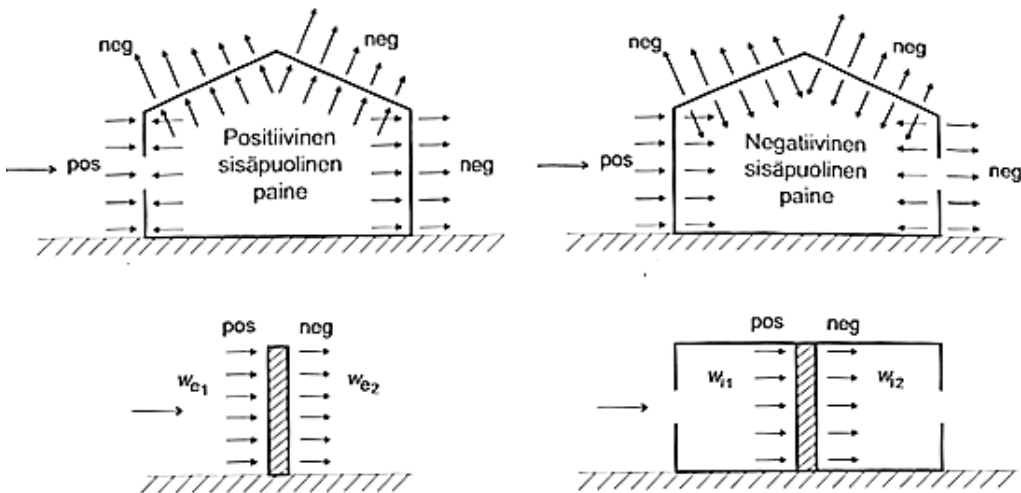 neg
neg
pos
Positiivinen
sisäpuolinen
paine
neg
neg
neg
pos
Negatiivinen
sisäpuolinen
paine
neg
pos neg
we1
we2
pos neg
wi1
wi2